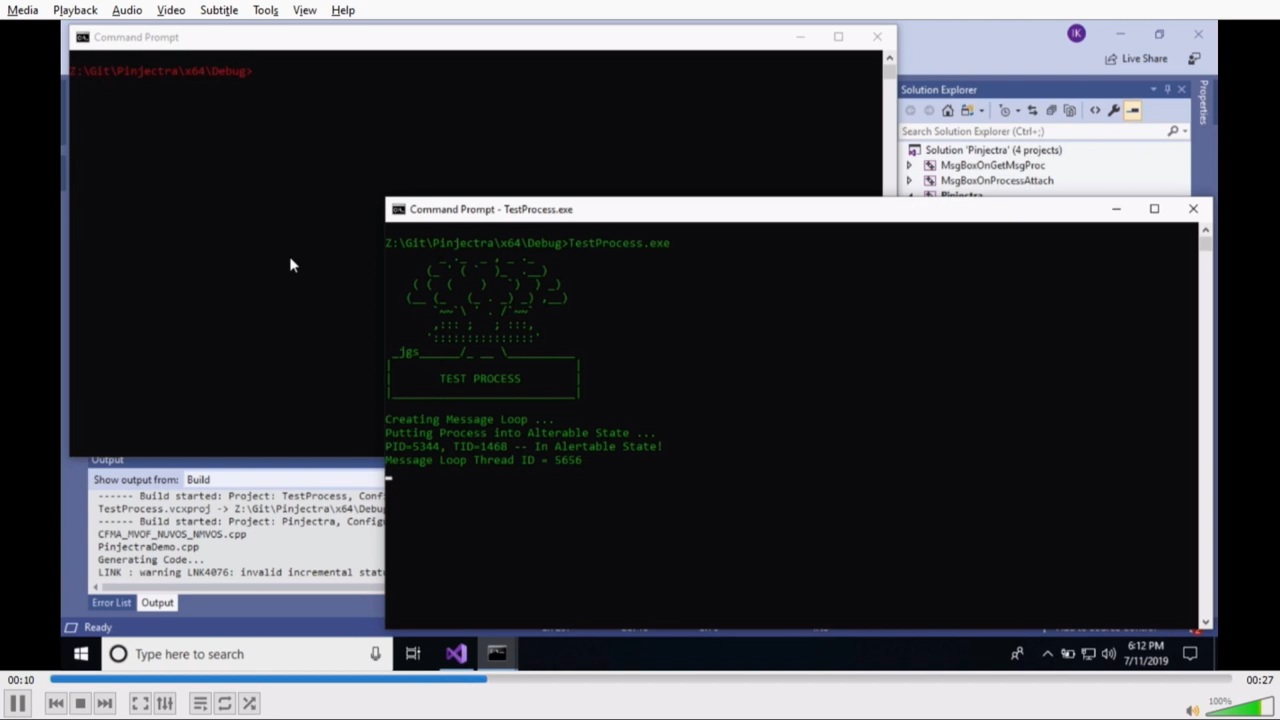 Media Playback Audio Video Subtitle Tools View Help
Command Prompt
IK
Live Share
Z:\Git\Pinjectra\x64\Debug>
Solution Explorer
Properties
Search Solution Explorer (Ctrl+;)
Solution 'Pinjectra' (4 projects)
MsgBoxOnGetMsgProc
MsgBoxOnProcessAttach
Pinjectra
Command Prompt - TestProcess.exe
Z:\Git\Pinjectra\x64\Debug>TestProcess.exe
jgs
TEST PROCESS
Creating Message Loop ...
Putting Process into Alterable State ...
PID=5344, TID=1468 -- In Alertable State!
Message Loop Thread ID = 5656
Output
Show output from: Build
------ Build started: Project: TestProcess, Conf
TestProcess.vcxproj -> Z:\Git\Pinjectra\x64\Debu
------ Build started: Project: Pinjectra, Config
CFMA_MVOF_NUVOS_NMVOS.cpp
PinjectraDemo.cpp
Generating Code...
LINK : warning LNK4076: invalid incremental stat
Error List Output
Ready
Type here to search
6:12 PM
7/11/2019
00:10
00:27
100%